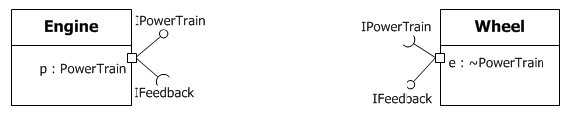 Engine
IPowerTrain
p : PowerTrain
IFeedback
Wheel
IPowerTrain
e : ~PowerTrain
IFeedback